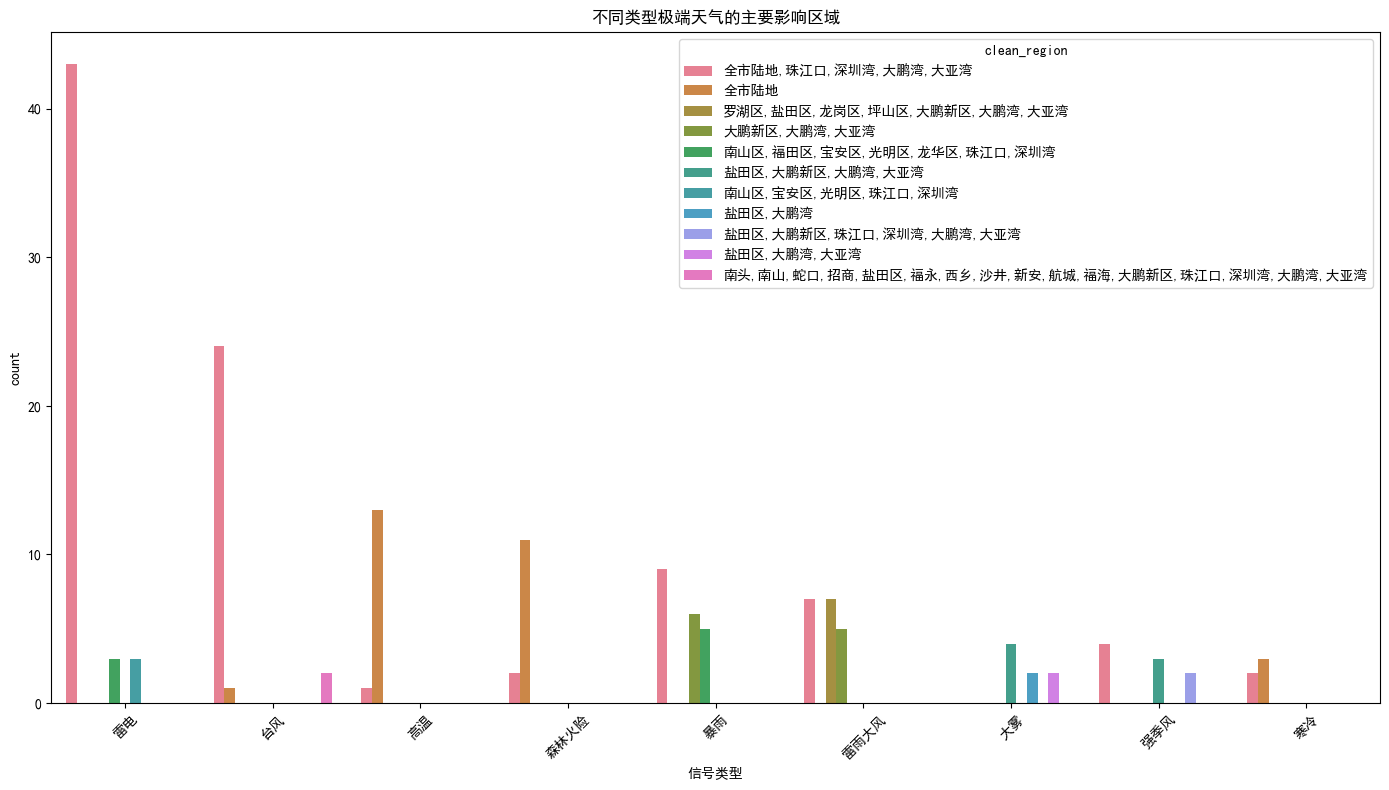 不同类型极端天气的主要影响区域
clean_region
全市陆地, 珠江口, 深圳湾, 大鹏湾, 大亚湾
全市陆地
罗湖区, 盐田区, 龙岗区, 坪山区, 大鹏新区, 大鹏湾, 大亚湾
大鹏新区, 大鹏湾, 大亚湾
南山区, 福田区, 宝安区, 光明区, 龙华区, 珠江口, 深圳湾
盐田区, 大鹏新区, 大鹏湾, 大亚湾
南山区, 宝安区, 光明区, 珠江口, 深圳湾
盐田区, 大鹏湾
盐田区, 大鹏新区, 珠江口, 深圳湾, 大鹏湾, 大亚湾
盐田区, 大鹏湾, 大亚湾
南头, 南山, 蛇口, 招商, 盐田区, 福永, 西乡, 沙井, 新安, 航城, 福海, 大鹏新区, 珠江口, 深圳湾, 大鹏湾, 大亚湾
count
40
30
20
10
0
雷电
台风
高温
森林火险
暴雨
雷雨大风
大雾
强季风
寒冷
信号类型